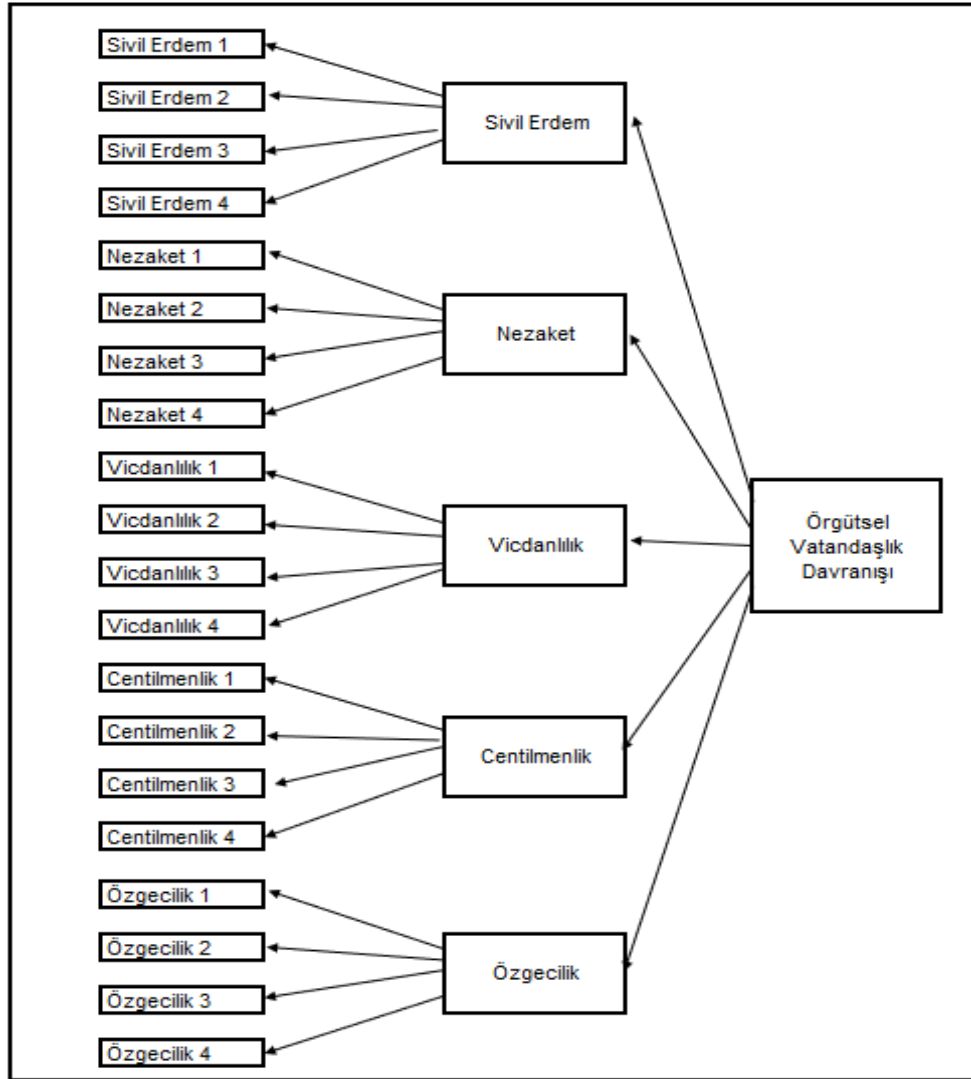 Sivil Erdem 1
Sivil Erdem 2
Sivil Erdem 3
Sivil Erdem 4
Sivil Erdem
Nezaket 1
Nezaket 2
Nezaket 3
Nezaket 4
Nezaket
Vicdanlılık 1
Vicdanlılık 2
Vicdanlılık 3
Vicdanlılık 4
Vicdanlılık
Centilmenlik 1
Centilmenlik 2
Centilmenlik 3
Centilmenlik 4
Centilmenlik
Özgecilik 1
Özgecilik 2
Özgecilik 3
Özgecilik 4
Özgecilik
Örgütsel
Vatandaşlık
Davranışı